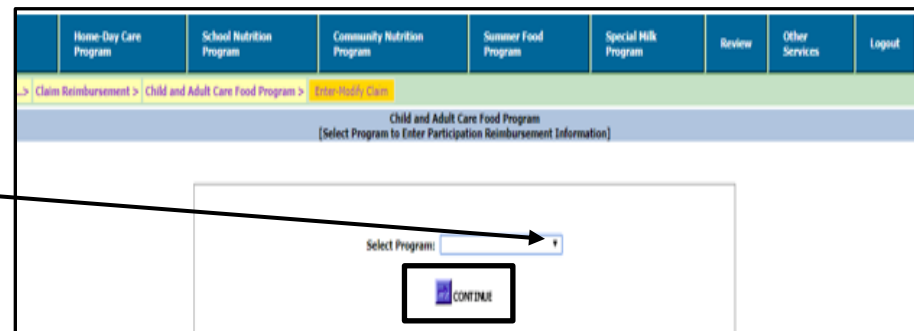 Home-Day Care Program
School Nutrition Program
Community Nutrition Program
Summer Food Program
Special Milk Program
Review
Other Services
Logout
..> Claim Reimbursement > Child and Adult Care Food Program > Enter-Modify Claim
Child and Adult Care Food Program
[Select Program to Enter Participation Reimbursement Information]
Select Program:
CONTINUE